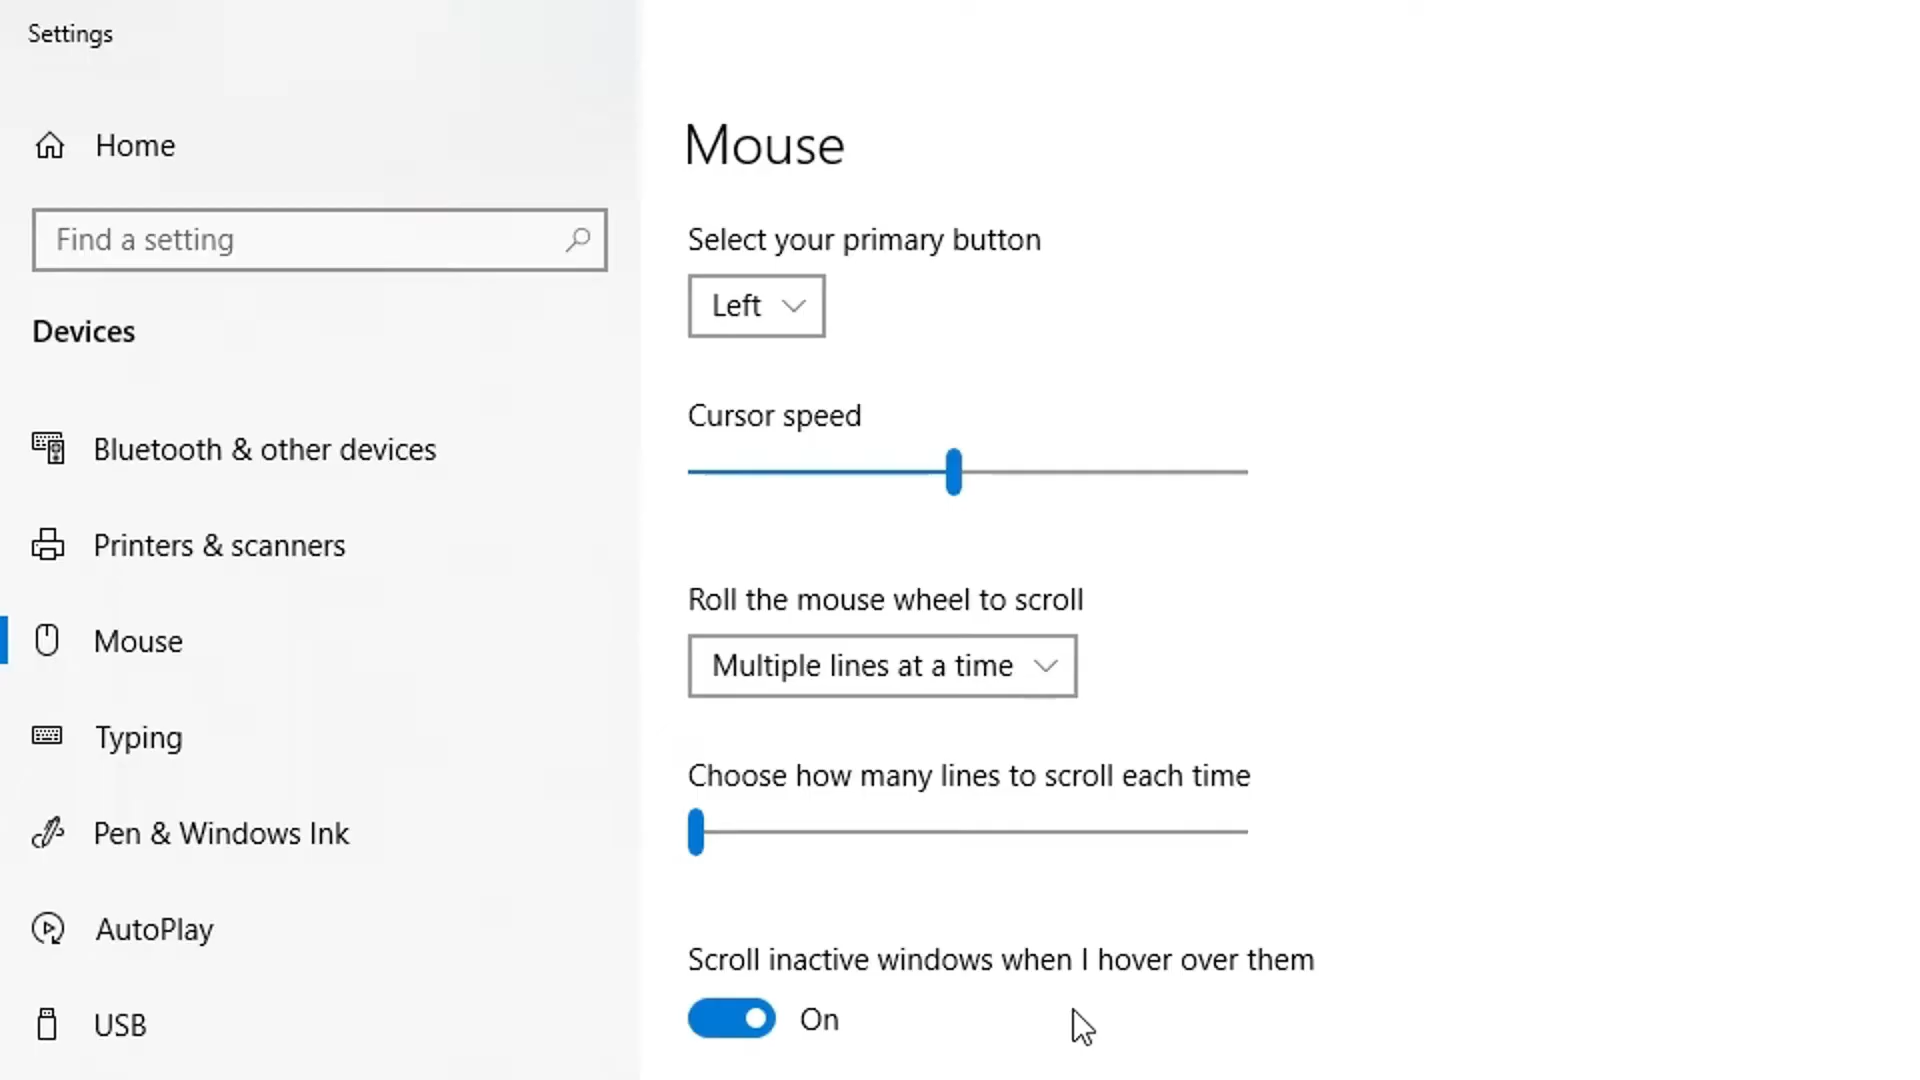 Settings
Home
Find a setting
Devices
Bluetooth & other devices
Printers & scanners
Mouse
Typing
Pen & Windows Ink
AutoPlay
USB
Mouse
Select your primary button
Left
Cursor speed
Roll the mouse wheel to scroll
Multiple lines at a time
Choose how many lines to scroll each time
Scroll inactive windows when I hover over them
On